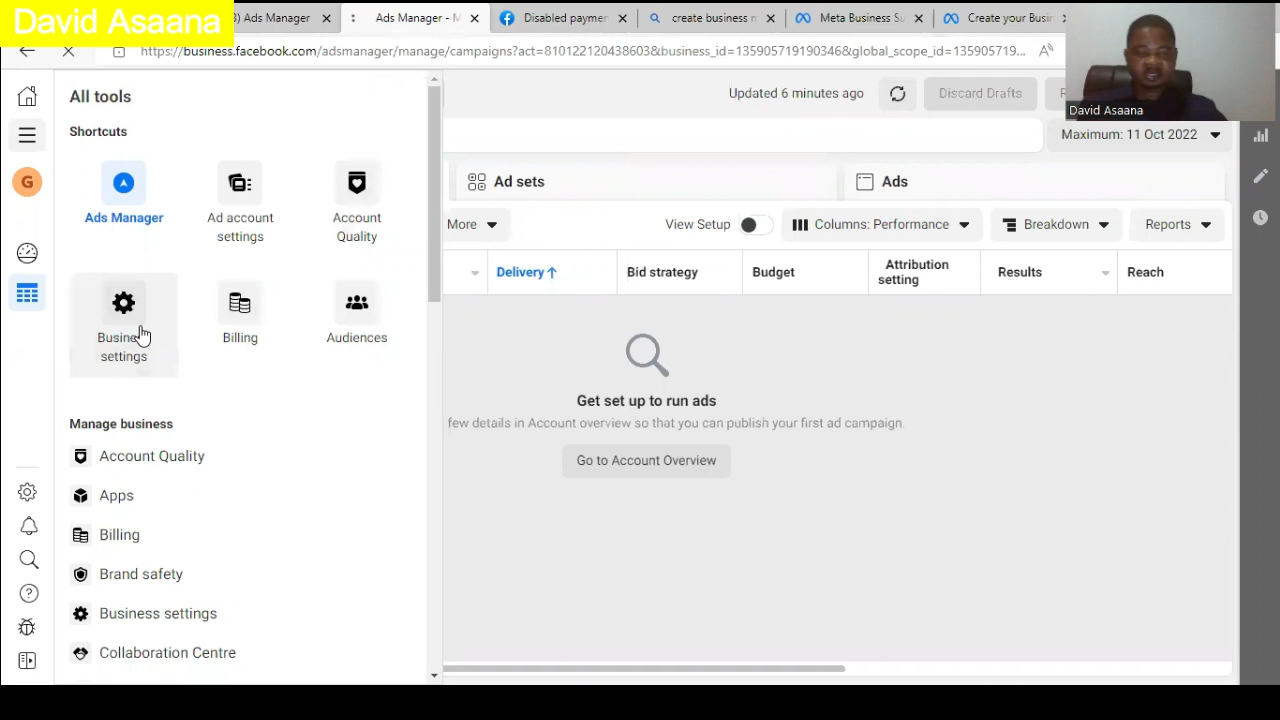 David Asaana
) Ads Manager
Ads Manager - M
Disabled payme
create business m
Meta Business Su
Create your Busi
https://business.facebook.com/adsmanager/manage/campaigns?act=810122120438603&business_id=1359057191903468&global_scope_id=135905719...
David Asaana
All tools
Updated 6 minutes ago
Discard Drafts
Shortcuts
Maximum: 11 Oct 2022
G
Ads Manager
Ad account
settings
Account
Quality
Ad sets
Ads
More
View Setup
Columns: Performance
Breakdown
Reports
Delivery ↑
Bid strategy
Budget
Attribution
setting
Results
Reach
Business
settings
Billing
Audiences
Get set up to run ads
few details in Account overview so that you can publish your first ad campaign.
Go to Account Overview
Manage business
Account Quality
Apps
Billing
Brand safety
Business settings
Collaboration Centre